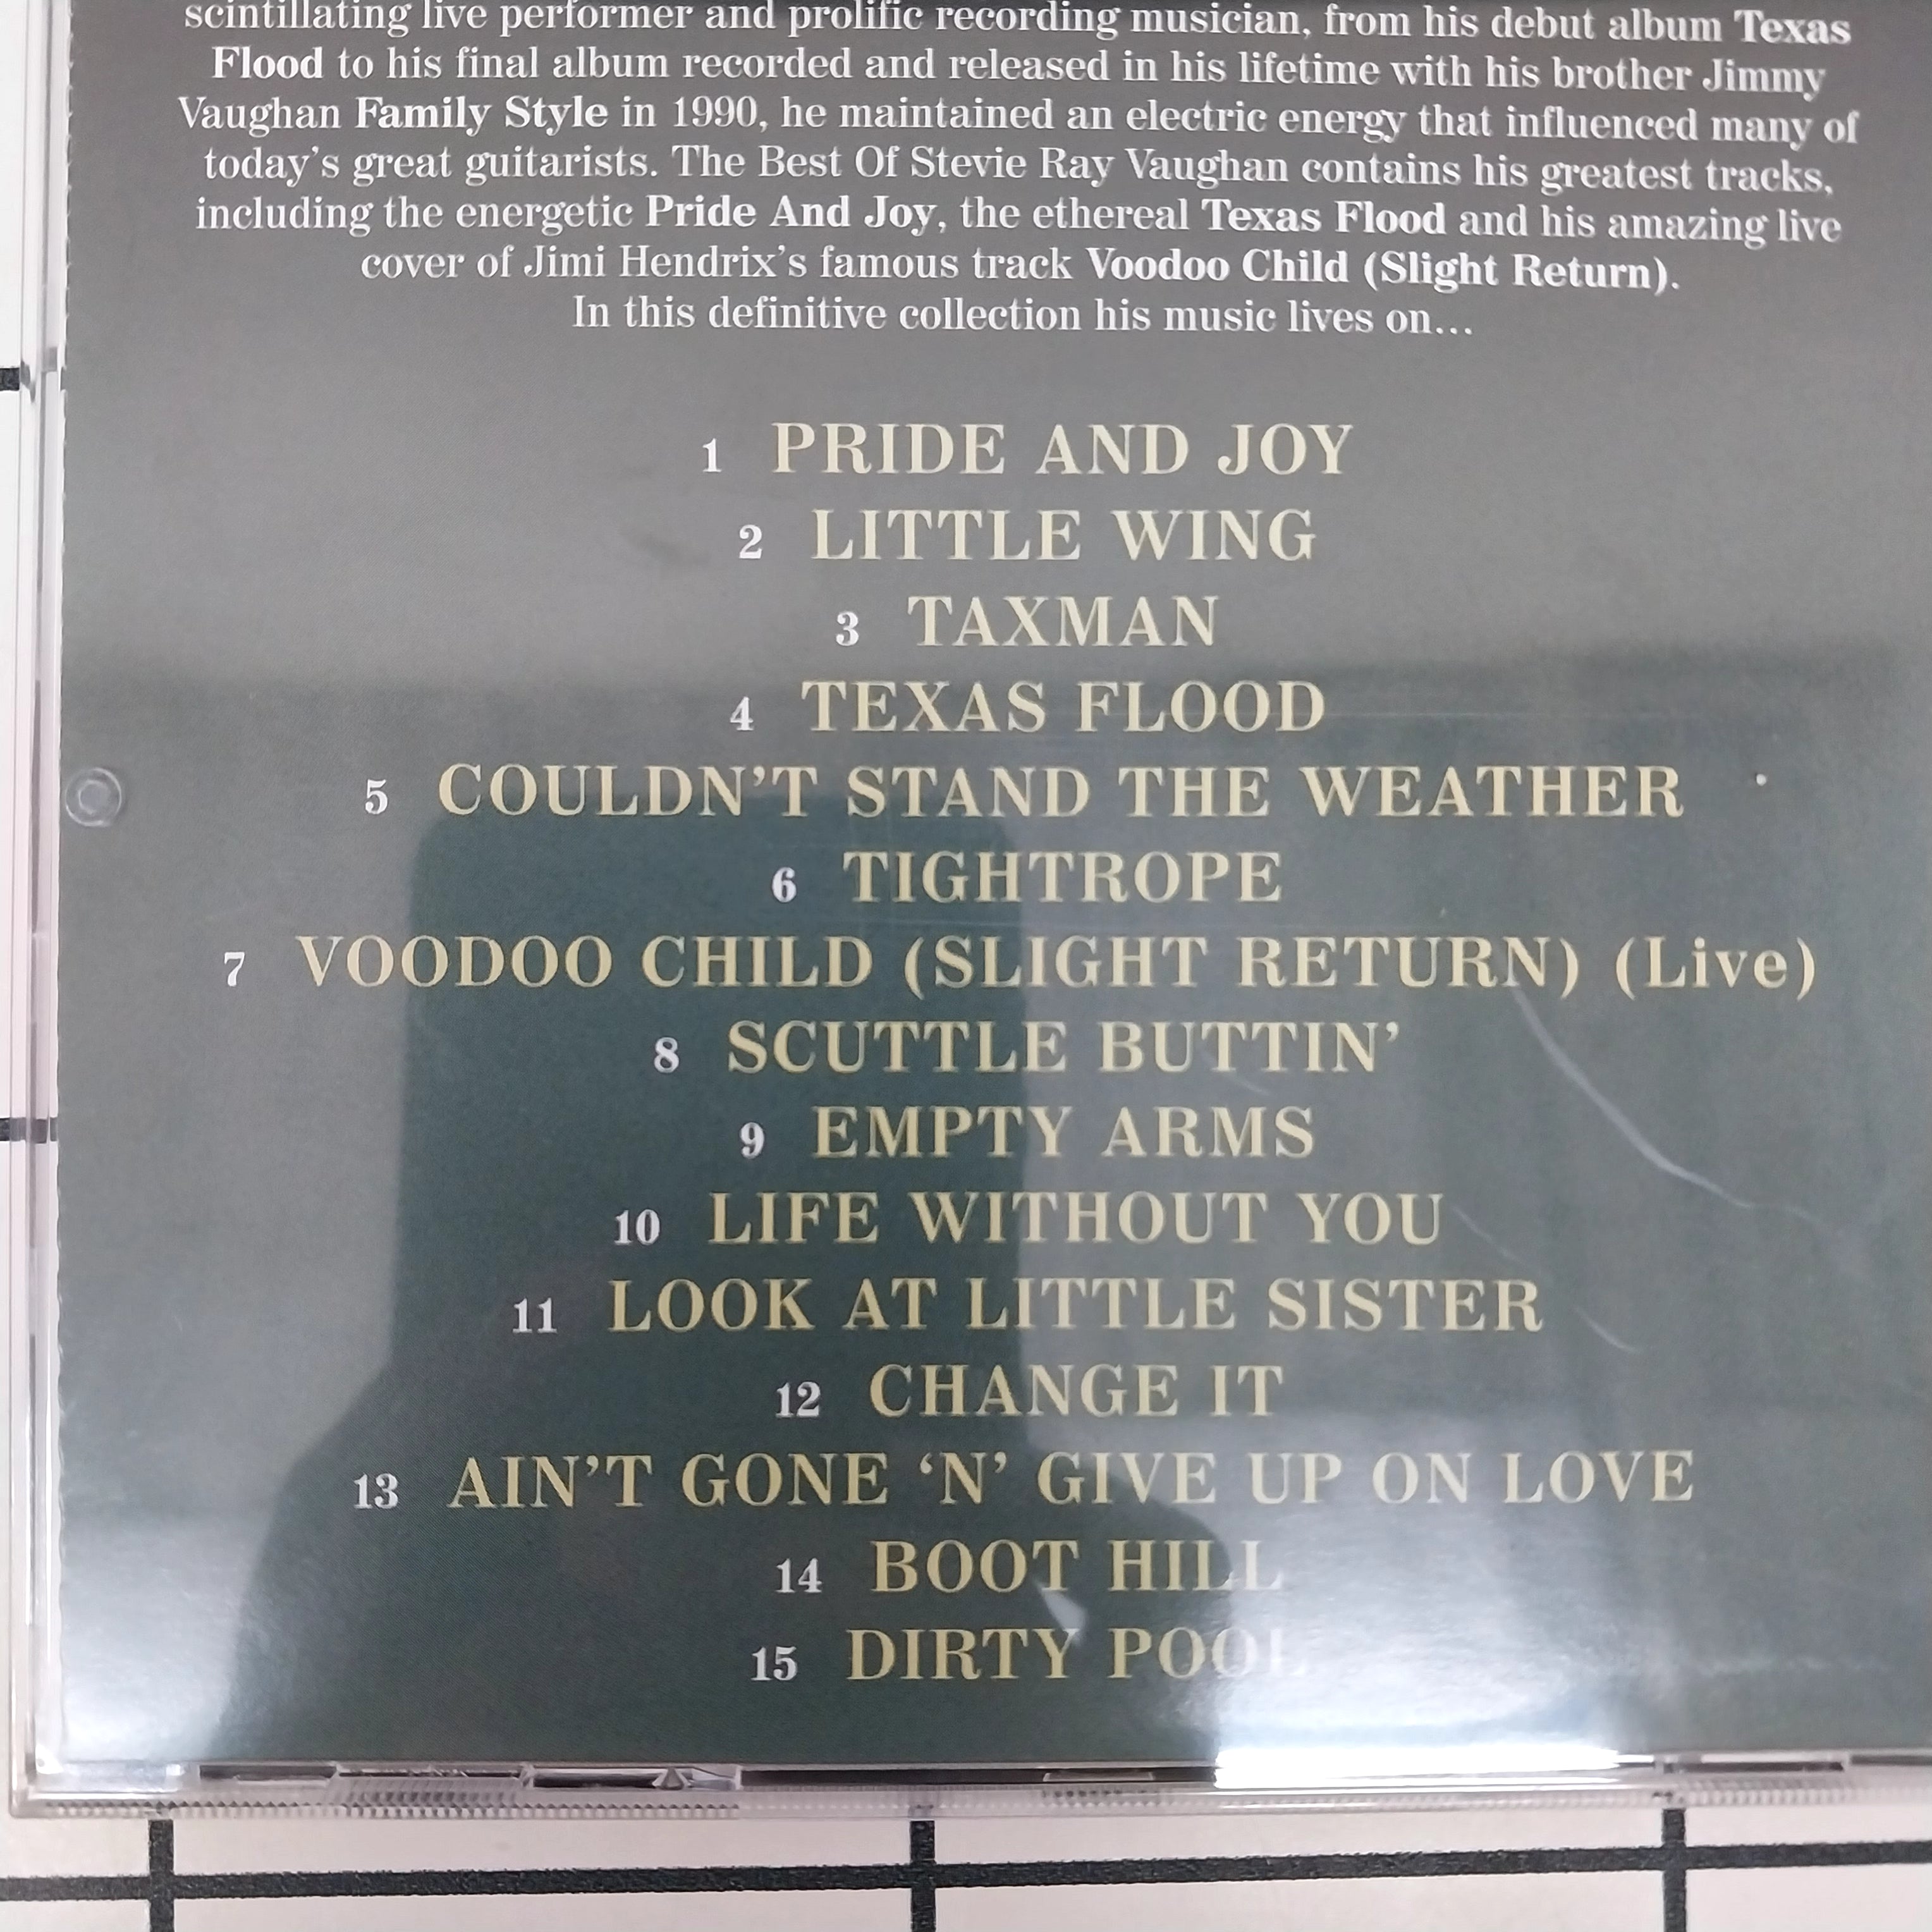 scintillating live performer and prolific recording musician, from his debut album Texas
Flood to his final album recorded and released in his lifetime with his brother Jimmy
Vaughan Family Style in 1990, he maintained an electric energy that influenced many of
today’s great guitarists. The Best Of Stevie Ray Vaughan contains his greatest tracks,
including the energetic Pride And Joy, the ethereal Texas Flood and his amazing live
cover of Jimi Hendrix’s famous track Voodoo Child (Slight Return).
In this definitive collection his music lives on...
1 PRIDE AND JOY
2 LITTLE WING
3 TAXMAN
4 TEXAS FLOOD
5 COULDN’T STAND THE WEATHER
6 TIGHTROPE
7 VOODOO CHILD (SLIGHT RETURN) (Live)
8 SCUTTLE BUTTIN’
9 EMPTY ARMS
10 LIFE WITHOUT YOU
11 LOOK AT LITTLE SISTER
12 CHANGE IT
13 AIN’T GONE ‘N’ GIVE UP ON LOVE
14 BOOT HILL
15 DIRTY POOL